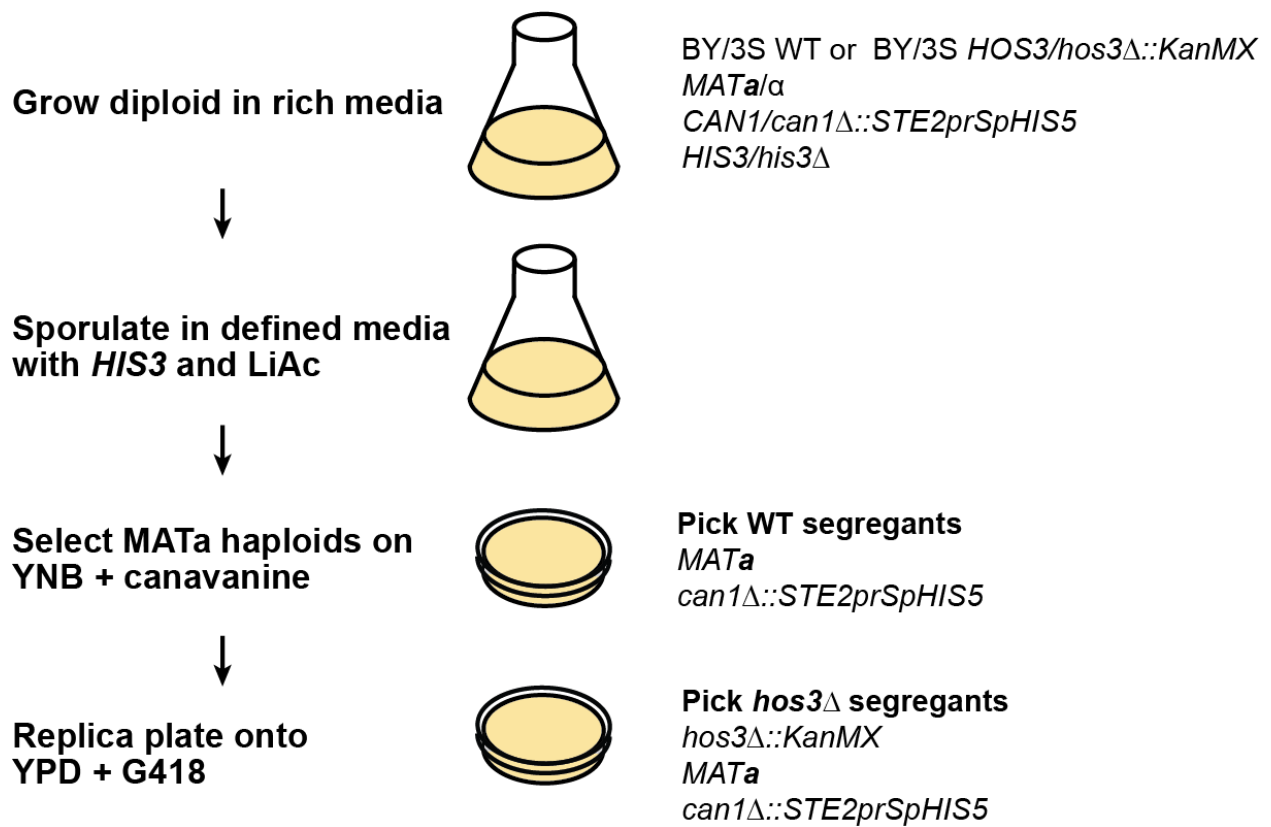 Grow diploid in rich media
BY/3S WT or  BY/3S HOS3/hos3Δ::KanMX
MATa/α
CAN1/can1Δ::STE2prSpHIS5
HIS3/his3Δ
Sporulate in defined media
with HIS3 and LiAc
Select MATa haploids on
YNB + canavanine
Pick WT segregants
MATa
can1Δ::STE2prSpHIS5
Replica plate onto
YPD + G418
Pick hos3Δ segregants
hos3Δ::KanMX
MATa
can1Δ::STE2prSpHIS5